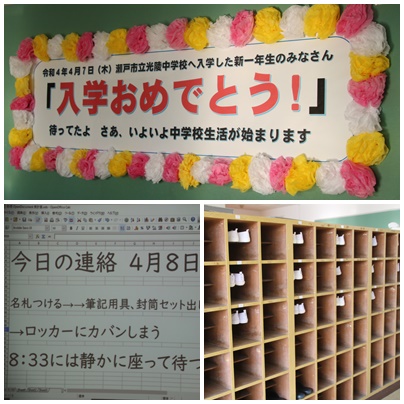 令和4年4月7日（木）瀬戸市立光陵中学校へ入学した新一年生のみなさん
「入学おめでとう！」
待ってたよ　さあ、いよいよ中学校生活が始まります
今日の連絡 4月8日
名札つける→→筆記用具、封筒セット出
→ロッカーにカバンしまう
8:33には静かに座って待つ